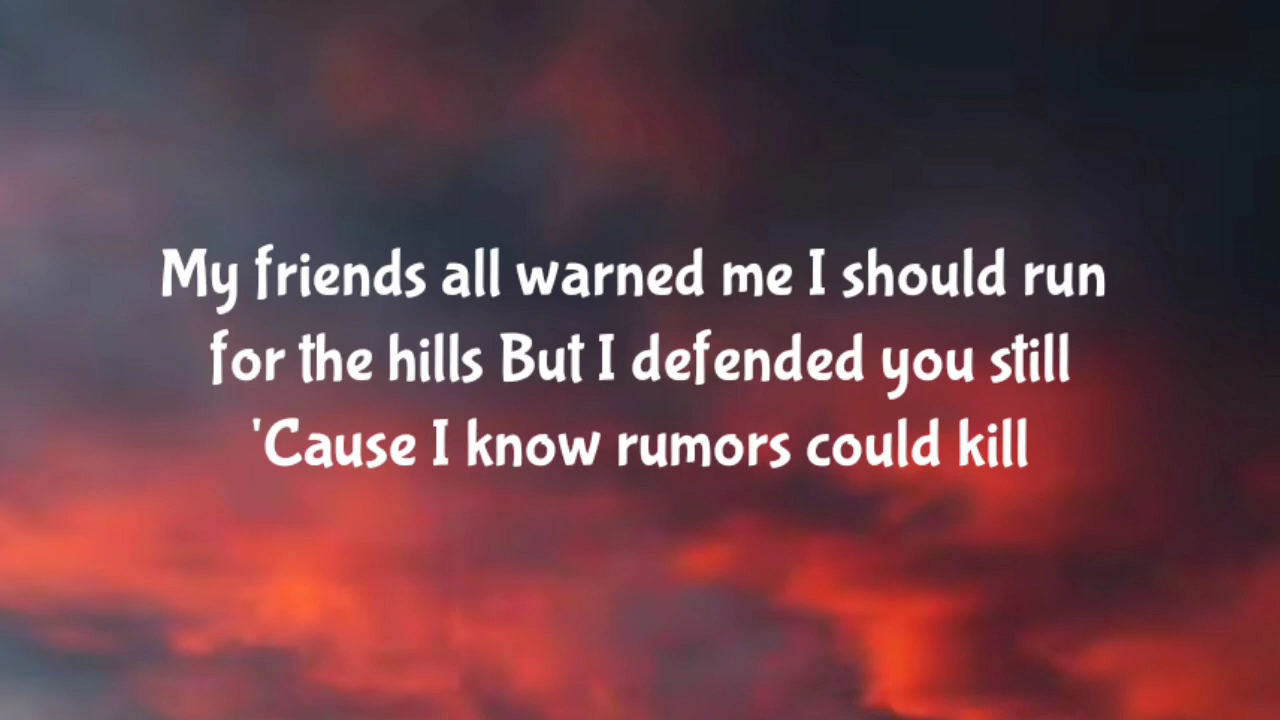 My friends all warned me I should run
for the hills But I defended you still
'Cause I know rumors could kill